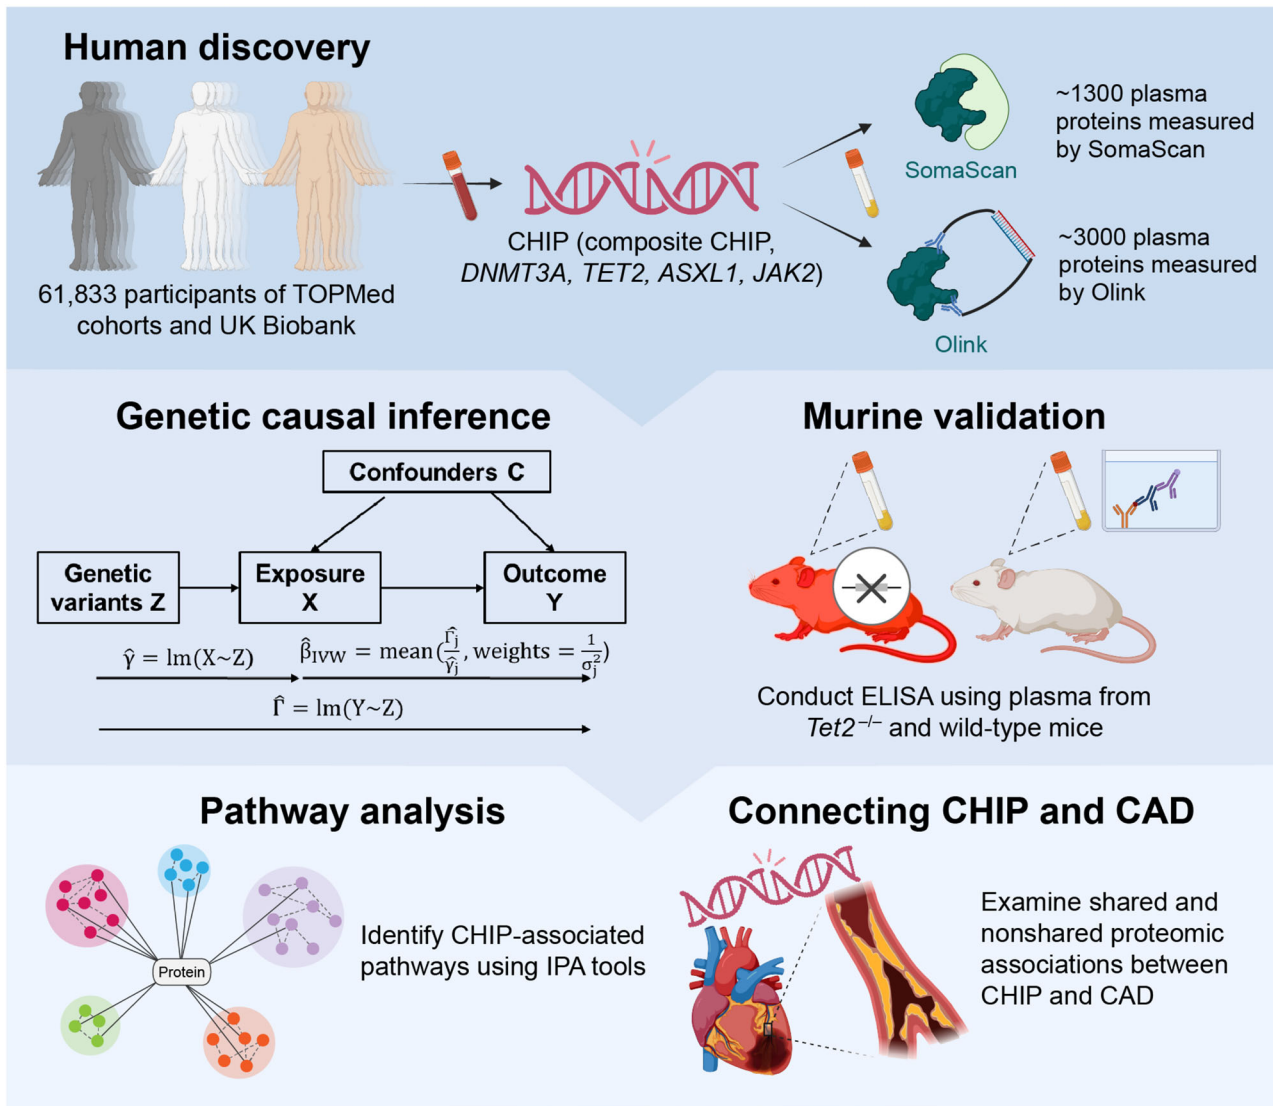 Human discovery
61,833 participants of TOPMed
cohorts and UK Biobank
CHIP (composite CHIP,
DNMT3A, TET2, ASXL1, JAK2)
SomaScan
~1300 plasma
proteins measured
by SomaScan
Olink
~3000 plasma
proteins measured
by Olink
Genetic causal inference
Confounders C
Genetic
variants Z
Exposure
X
Outcome
Y
γ̂ = lm(X~Z)
β̂_IVW = mean(Γ̂_j/γ̂_j, weights = 1/σ_j²)
Γ̂ = lm(Y~Z)
Murine validation
Conduct ELISA using plasma from
Tet2⁻/⁻ and wild-type mice
Pathway analysis
Protein
Identify CHIP-associated
pathways using IPA tools
Connecting CHIP and CAD
Examine shared and
nonshared proteomic
associations between
CHIP and CAD